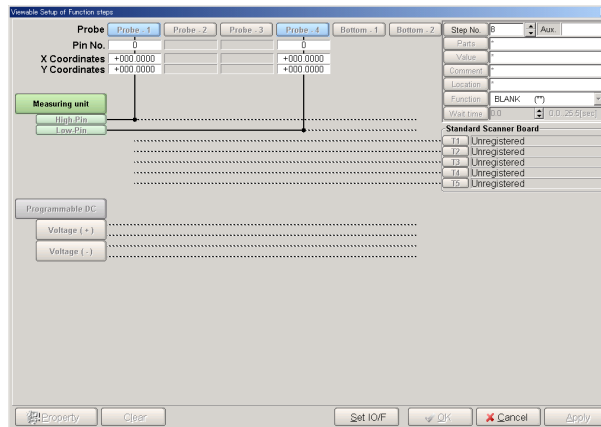 Viewable Setup of Function steps
Probe Probe - 1 Probe - 2 Probe - 3 Probe - 4 Bottom - 1 Bottom - 2
Pin No. 0 0
X Coordinates +000.0000 +000.0000
Y Coordinates +000.0000 +000.0000
Measuring unit
High-Pin
Low-Pin
Programmable DC
Voltage ( + )
Voltage ( - )
Step No. 8 Aux.
Parts *
Value *
Comment *
Location *
Function BLANK (**)
Wait time 0.0 0.0..25.5[sec]
Standard Scanner Board
T1 Unregistered
T2 Unregistered
T3 Unregistered
T4 Unregistered
T5 Unregistered
Property Clear Set IO/F OK Cancel Apply